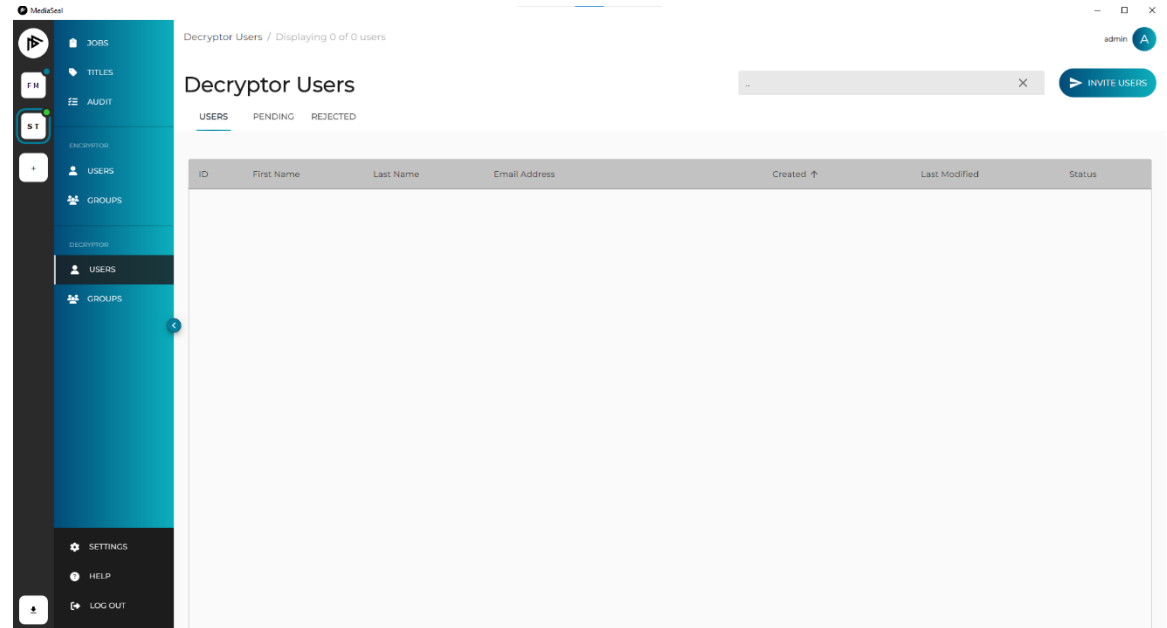 MediaSeal
JOBS
TITLES
AUDIT
ENCRYPTOR
USERS
GROUPS
DECRYPTOR
USERS
GROUPS
SETTINGS
HELP
LOG OUT
F M
S T
+
Decryptor Users / Displaying 0 of 0 users
admin A
Decryptor Users
INVITE USERS
USERS PENDING REJECTED
ID First Name Last Name Email Address Created ↑ Last Modified Status